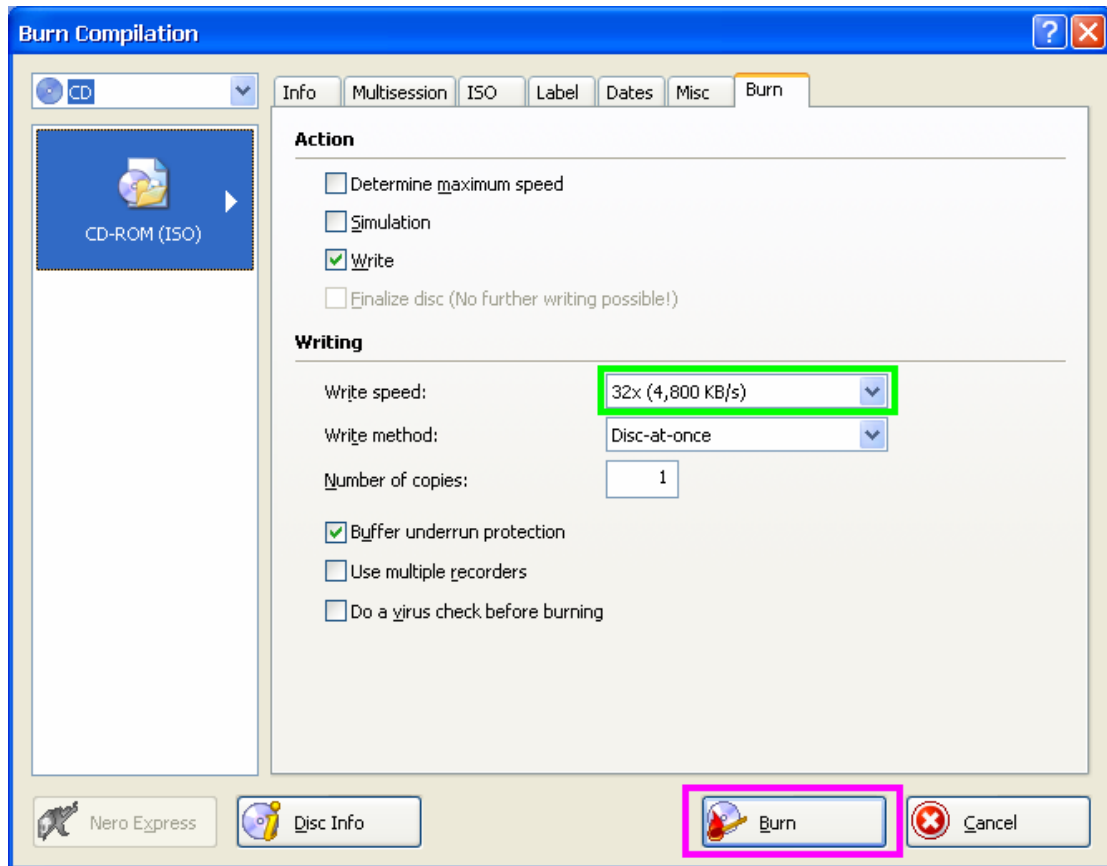 Burn Compilation
CD
Info Multisession ISO Label Dates Misc Burn
CD-ROM (ISO)
Action
Determine maximum speed
Simulation
Write
Finalize disc (No further writing possible!)
Writing
Write speed: 32x (4,800 KB/s)
Write method: Disc-at-once
Number of copies: 1
Buffer underrun protection
Use multiple recorders
Do a virus check before burning
Nero Express Disc Info Burn Cancel